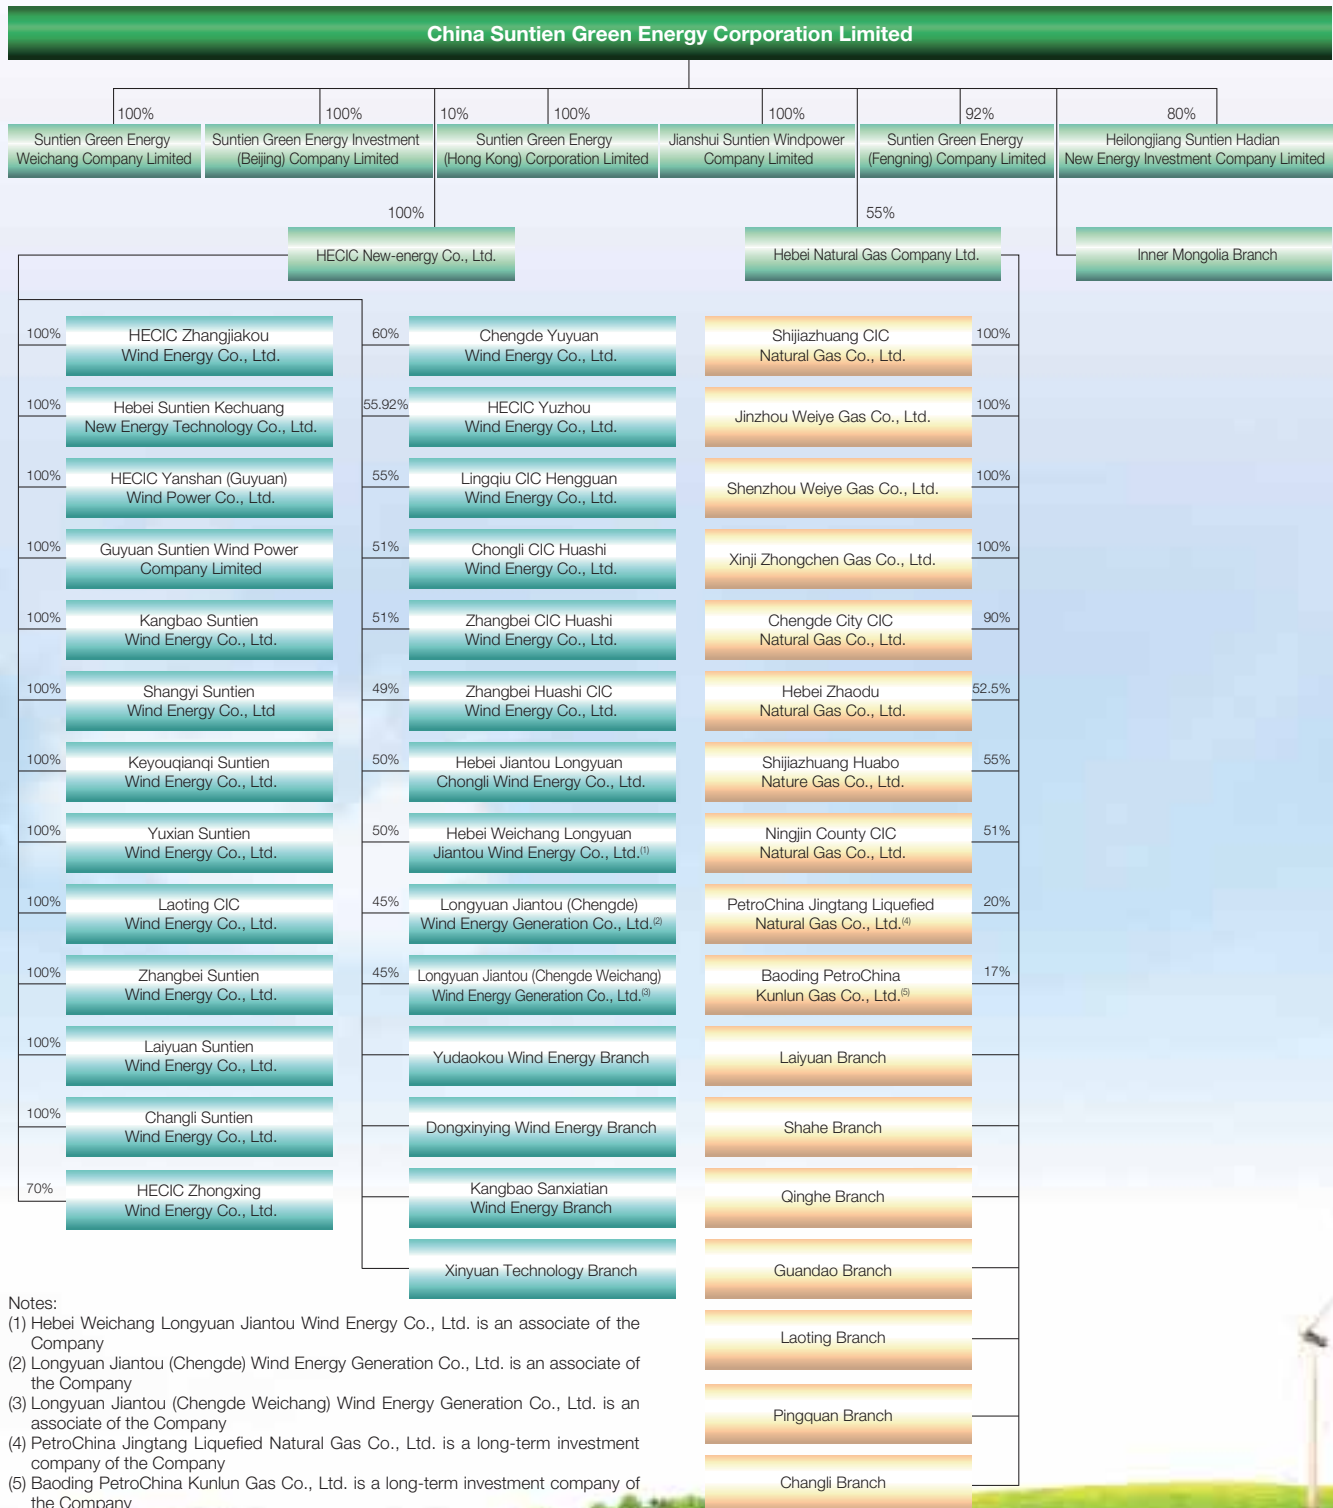 China Suntien Green Energy Corporation Limited
100%
100%
10%
100%
100%
92%
80%
Suntien Green Energy
Weichang Company Limited
Suntien Green Energy Investment
(Beijing) Company Limited
Suntien Green Energy
(Hong Kong) Corporation Limited
Jianshui Suntien Windpower
Company Limited
Suntien Green Energy
(Fengning) Company Limited
Heilongjiang Suntien Hadian
New Energy Investment Company Limited
100%
55%
HECIC New-energy Co., Ltd.
Hebei Natural Gas Company Ltd.
Inner Mongolia Branch
100%
HECIC Zhangjiakou
Wind Energy Co., Ltd.
100%
Hebei Suntien Kechuang
New Energy Technology Co., Ltd.
100%
HECIC Yanshan (Guyuan)
Wind Power Co., Ltd.
100%
Guyuan Suntien Wind Power
Company Limited
100%
Kangbao Suntien
Wind Energy Co., Ltd.
100%
Shangyi Suntien
Wind Energy Co., Ltd
100%
Keyouqianqi Suntien
Wind Energy Co., Ltd.
100%
Yuxian Suntien
Wind Energy Co., Ltd.
100%
Laoting CIC
Wind Energy Co., Ltd.
100%
Zhangbei Suntien
Wind Energy Co., Ltd.
100%
Laiyuan Suntien
Wind Energy Co., Ltd.
100%
Changli Suntien
Wind Energy Co., Ltd.
70%
HECIC Zhongxing
Wind Energy Co., Ltd.
60%
Chengde Yuyuan
Wind Energy Co., Ltd.
55.92%
HECIC Yuzhou
Wind Energy Co., Ltd.
55%
Lingqiu CIC Hengguan
Wind Energy Co., Ltd.
51%
Chongli CIC Huashi
Wind Energy Co., Ltd.
51%
Zhangbei CIC Huashi
Wind Energy Co., Ltd.
49%
Zhangbei Huashi CIC
Wind Energy Co., Ltd.
50%
Hebei Jiantou Longyuan
Chongli Wind Energy Co., Ltd.
50%
Hebei Weichang Longyuan
Jiantou Wind Energy Co., Ltd.(1)
45%
Longyuan Jiantou (Chengde)
Wind Energy Generation Co., Ltd.(2)
45%
Longyuan Jiantou (Chengde Weichang)
Wind Energy Generation Co., Ltd.(3)
Yudaokou Wind Energy Branch
Dongxinying Wind Energy Branch
Kangbao Sanxiatian
Wind Energy Branch
Xinyuan Technology Branch
Shijiazhuang CIC
Natural Gas Co., Ltd.
100%
Jinzhou Weiye Gas Co., Ltd.
100%
Shenzhou Weiye Gas Co., Ltd.
100%
Xinji Zhongchen Gas Co., Ltd.
100%
Chengde City CIC
Natural Gas Co., Ltd.
90%
Hebei Zhaodu
Natural Gas Co., Ltd.
52.5%
Shijiazhuang Huabo
Nature Gas Co., Ltd.
55%
Ningjin County CIC
Natural Gas Co., Ltd.
51%
PetroChina Jingtang Liquefied
Natural Gas Co., Ltd.(4)
20%
Baoding PetroChina
Kunlun Gas Co., Ltd.(5)
17%
Laiyuan Branch
Shahe Branch
Qinghe Branch
Guandao Branch
Laoting Branch
Pingquan Branch
Changli Branch
Notes:
(1) Hebei Weichang Longyuan Jiantou Wind Energy Co., Ltd. is an associate of the
Company
(2) Longyuan Jiantou (Chengde) Wind Energy Generation Co., Ltd. is an associate of
the Company
(3) Longyuan Jiantou (Chengde Weichang) Wind Energy Generation Co., Ltd. is an
associate of the Company
(4) PetroChina Jingtang Liquefied Natural Gas Co., Ltd. is a long-term investment
company of the Company
(5) Baoding PetroChina Kunlun Gas Co., Ltd. is a long-term investment company of
the Company